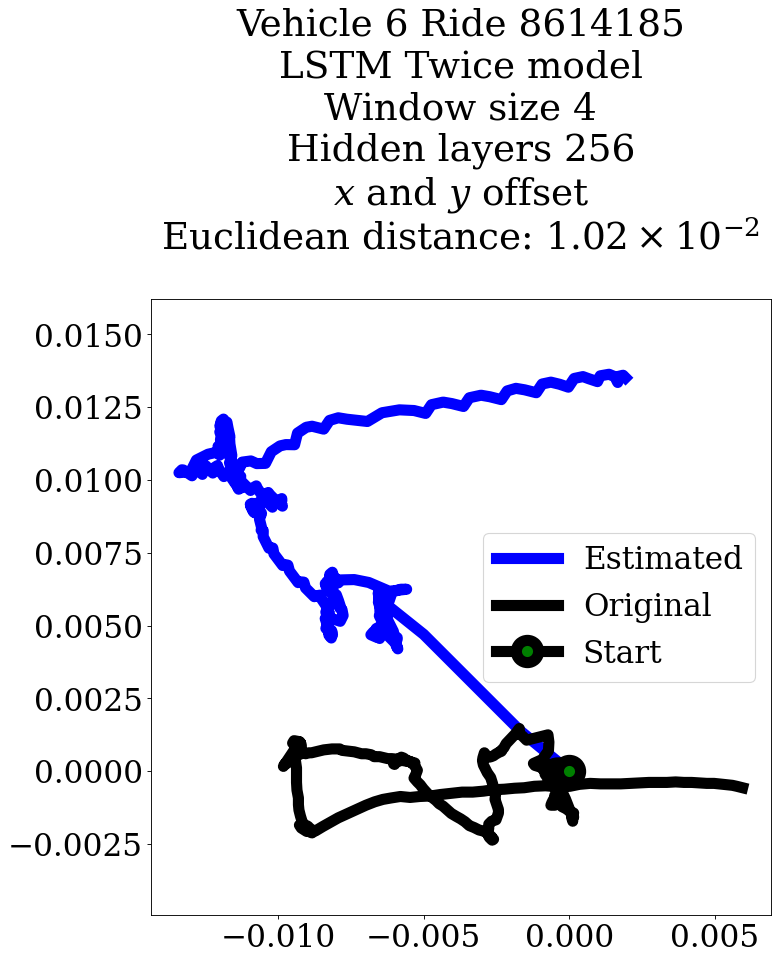 Vehicle 6 Ride 8614185
LSTM Twice model
Window size 4
Hidden layers 256
x and y offset
Euclidean distance: 1.02 × 10⁻²
0.0150
0.0125
0.0100
0.0075
0.0050
0.0025
0.0000
−0.0025
Estimated
Original
Start
−0.010 −0.005 0.000 0.005